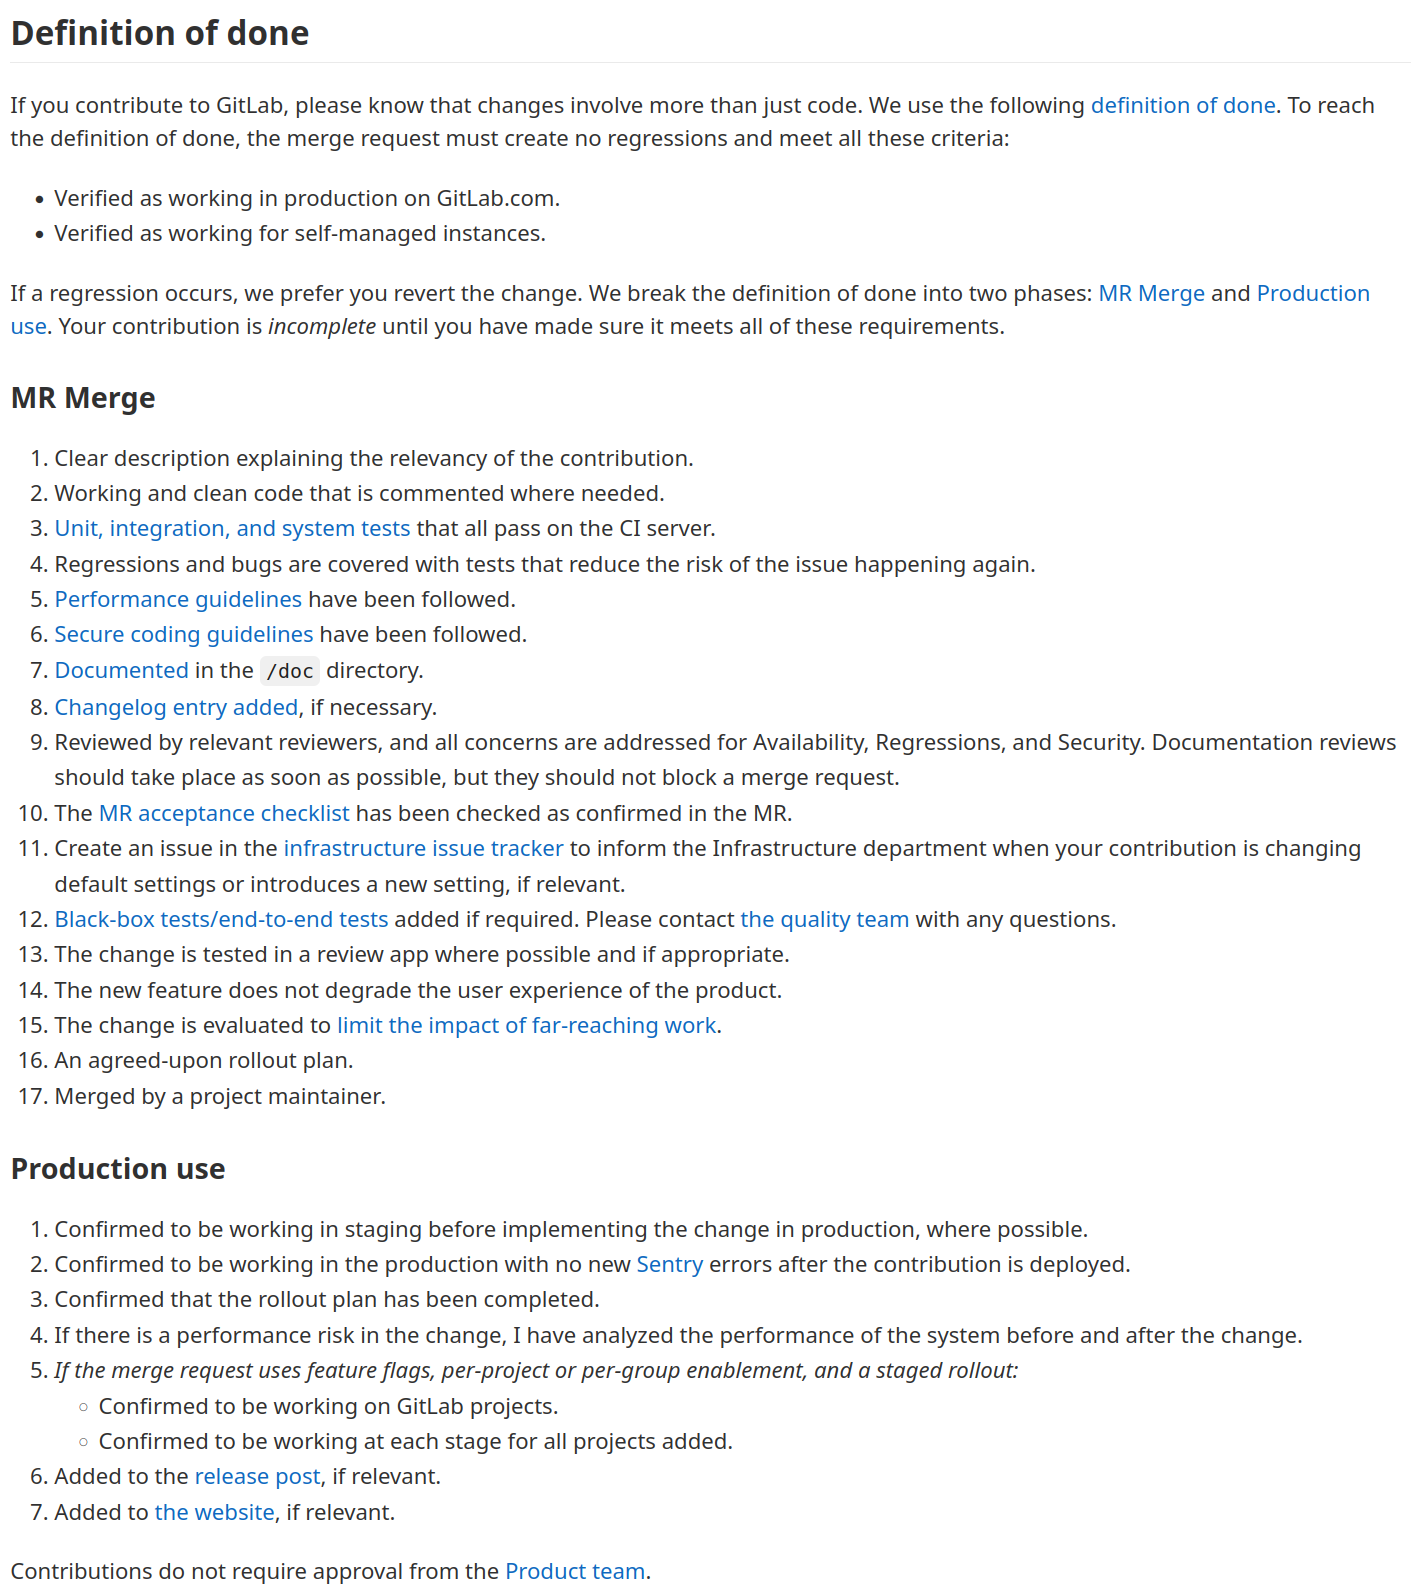 Definition of done
If you contribute to GitLab, please know that changes involve more than just code. We use the following definition of done. To reach
the definition of done, the merge request must create no regressions and meet all these criteria:
• Verified as working in production on GitLab.com.
• Verified as working for self-managed instances.
If a regression occurs, we prefer you revert the change. We break the definition of done into two phases: MR Merge and Production
use. Your contribution is incomplete until you have made sure it meets all of these requirements.
MR Merge
1. Clear description explaining the relevancy of the contribution.
2. Working and clean code that is commented where needed.
3. Unit, integration, and system tests that all pass on the CI server.
4. Regressions and bugs are covered with tests that reduce the risk of the issue happening again.
5. Performance guidelines have been followed.
6. Secure coding guidelines have been followed.
7. Documented in the /doc directory.
8. Changelog entry added, if necessary.
9. Reviewed by relevant reviewers, and all concerns are addressed for Availability, Regressions, and Security. Documentation reviews
should take place as soon as possible, but they should not block a merge request.
10. The MR acceptance checklist has been checked as confirmed in the MR.
11. Create an issue in the infrastructure issue tracker to inform the Infrastructure department when your contribution is changing
default settings or introduces a new setting, if relevant.
12. Black-box tests/end-to-end tests added if required. Please contact the quality team with any questions.
13. The change is tested in a review app where possible and if appropriate.
14. The new feature does not degrade the user experience of the product.
15. The change is evaluated to limit the impact of far-reaching work.
16. An agreed-upon rollout plan.
17. Merged by a project maintainer.
Production use
1. Confirmed to be working in staging before implementing the change in production, where possible.
2. Confirmed to be working in the production with no new Sentry errors after the contribution is deployed.
3. Confirmed that the rollout plan has been completed.
4. If there is a performance risk in the change, I have analyzed the performance of the system before and after the change.
5. If the merge request uses feature flags, per-project or per-group enablement, and a staged rollout:
○ Confirmed to be working on GitLab projects.
○ Confirmed to be working at each stage for all projects added.
6. Added to the release post, if relevant.
7. Added to the website, if relevant.
Contributions do not require approval from the Product team.